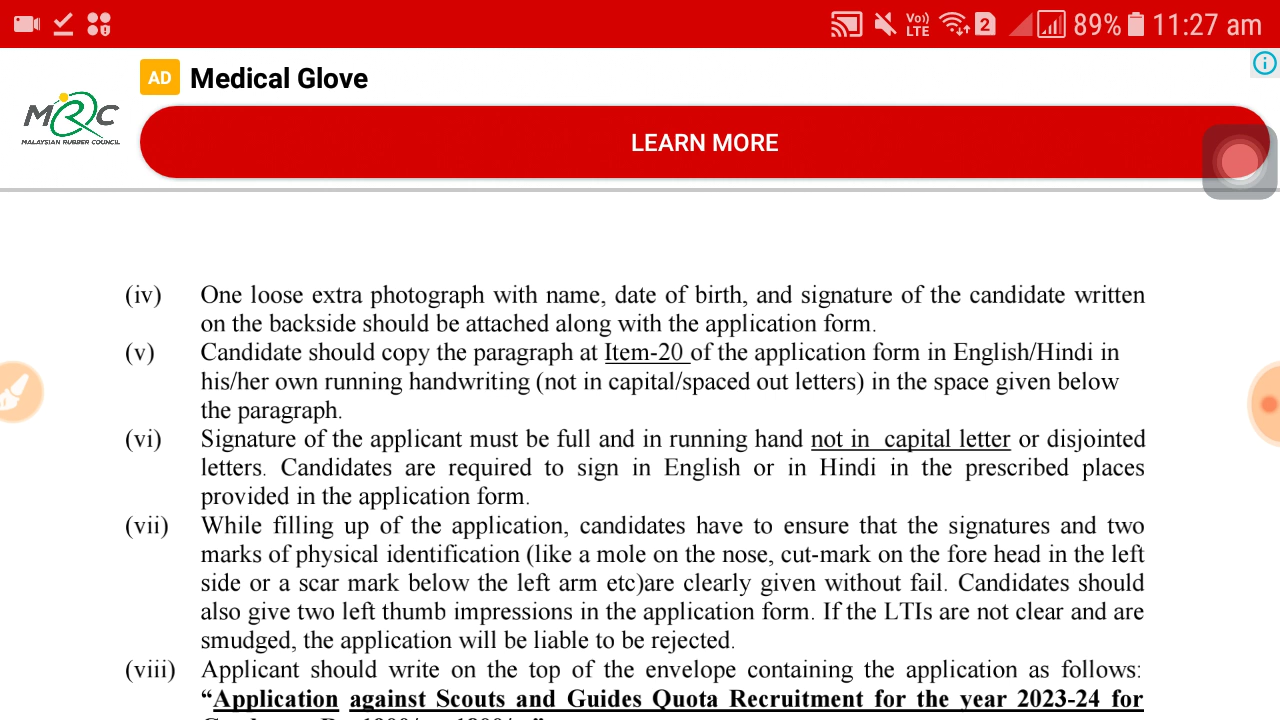 Vo)) LTE 2 89% 11:27 am
AD Medical Glove
MRC
MALAYSIAN RUBBER COUNCIL
LEARN MORE
(iv) One loose extra photograph with name, date of birth, and signature of the candidate written
on the backside should be attached along with the application form.
(v) Candidate should copy the paragraph at Item-20 of the application form in English/Hindi in
his/her own running handwriting (not in capital/spaced out letters) in the space given below
the paragraph.
(vi) Signature of the applicant must be full and in running hand not in capital letter or disjointed
letters. Candidates are required to sign in English or in Hindi in the prescribed places
provided in the application form.
(vii) While filling up of the application, candidates have to ensure that the signatures and two
marks of physical identification (like a mole on the nose, cut-mark on the fore head in the left
side or a scar mark below the left arm etc)are clearly given without fail. Candidates should
also give two left thumb impressions in the application form. If the LTIs are not clear and are
smudged, the application will be liable to be rejected.
(viii) Applicant should write on the top of the envelope containing the application as follows:
“Application against Scouts and Guides Quota Recruitment for the year 2023-24 for